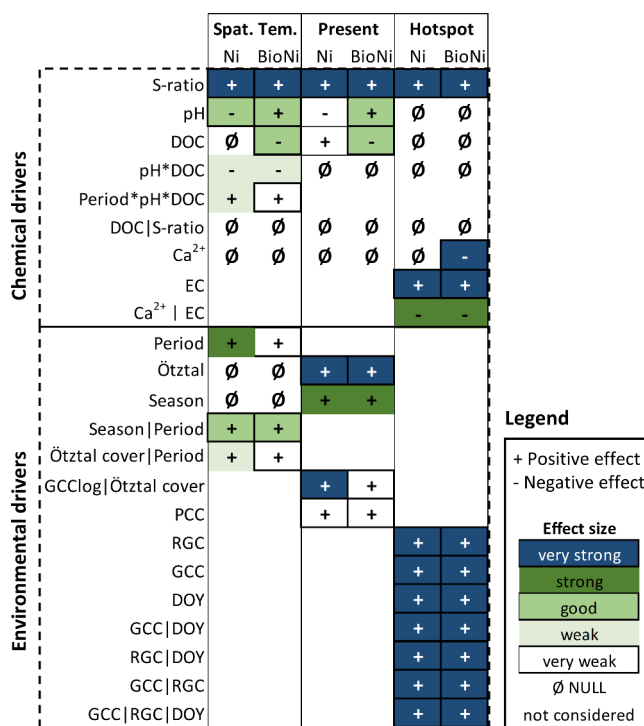 Spat. Tem. Present Hotspot
Ni BioNi Ni BioNi Ni BioNi
Chemical drivers
S-ratio + + + + + +
pH - + - + Ø Ø
DOC Ø - + - Ø Ø
pH*DOC - - Ø Ø Ø Ø
Period*pH*DOC + +
DOC|S-ratio Ø Ø Ø Ø Ø Ø
Ca²⁺ Ø Ø Ø Ø Ø -
EC + +
Ca²⁺ | EC - -
Environmental drivers
Period + +
Ötztal Ø Ø + +
Season Ø Ø + +
Season|Period + +
Ötztal cover|Period + +
GCClog|Ötztal cover + +
PCC + +
RGC + +
GCC + +
DOY + +
GCC|DOY + +
RGC|DOY + +
GCC|RGC + +
GCC|RGC|DOY + +
Legend
+ Positive effect
- Negative effect
Effect size
very strong
strong
good
weak
very weak
Ø NULL
not considered